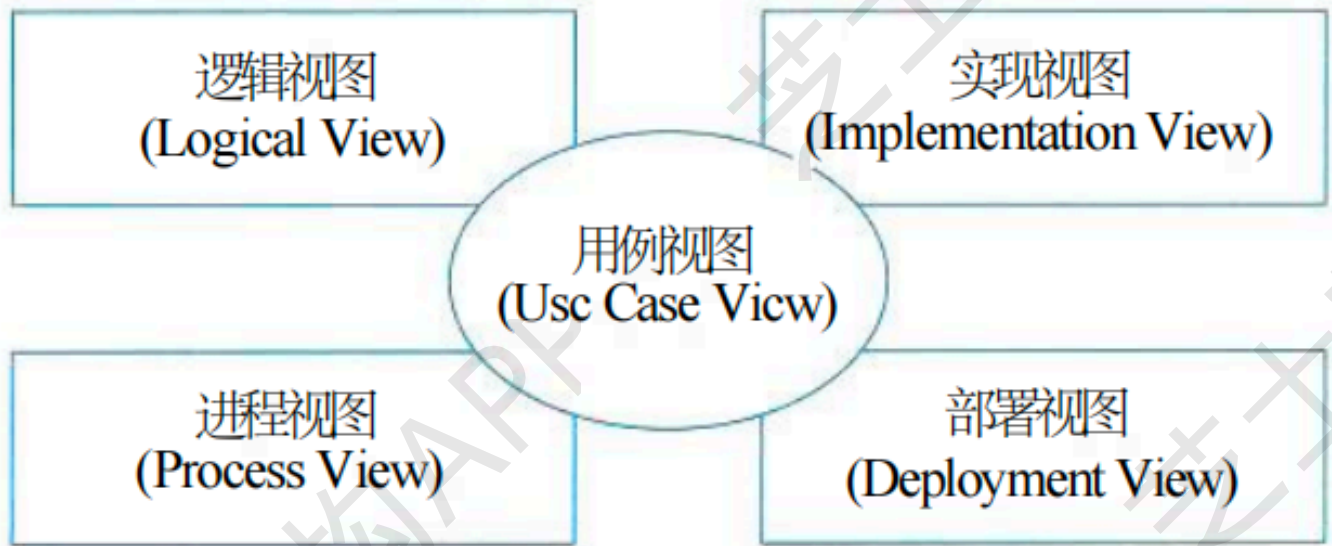 逻辑视图
(Logical View)
实现视图
(Implementation View)
用例视图
(Usc Case Vicw)
进程视图
(Process View)
部署视图
(Deployment View)